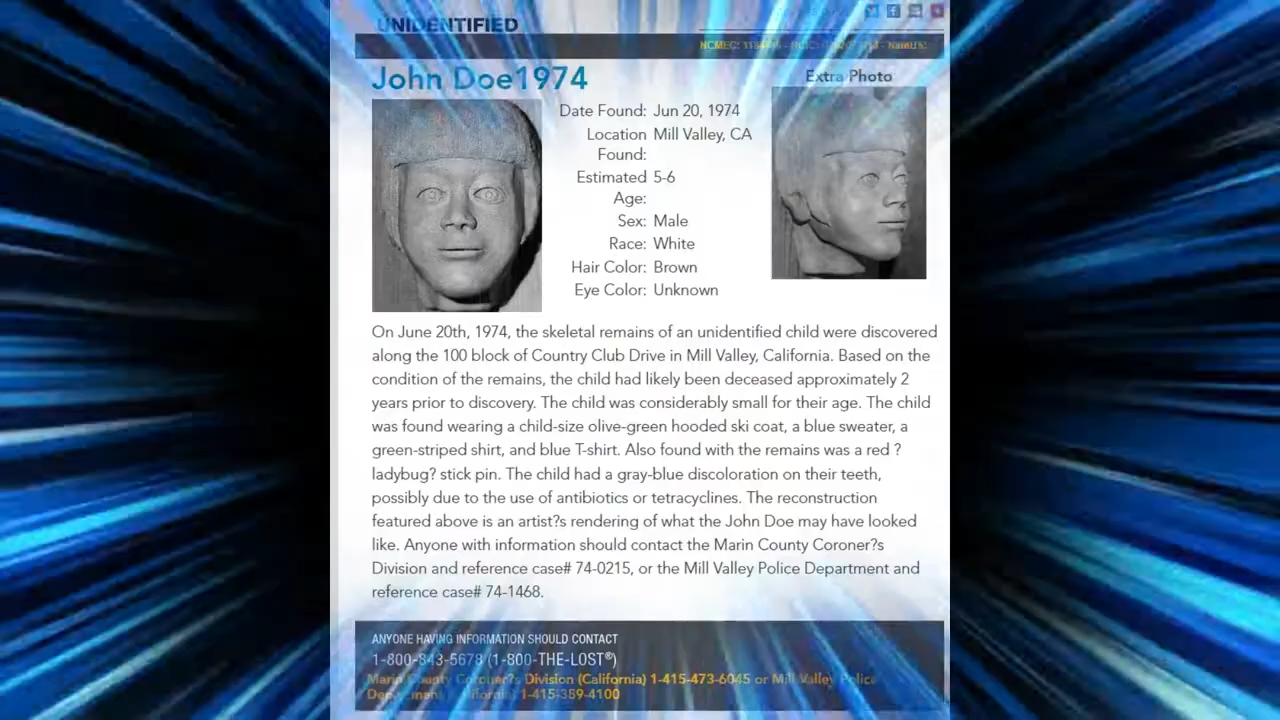 UNIDENTIFIED
NCMEC:
John Doe1974
Extra Photo
Date Found: Jun 20, 1974
Location Found: Mill Valley, CA
Estimated Age: 5-6
Sex: Male
Race: White
Hair Color: Brown
Eye Color: Unknown
On June 20th, 1974, the skeletal remains of an unidentified child were discovered
along the 100 block of Country Club Drive in Mill Valley, California. Based on the
condition of the remains, the child had likely been deceased approximately 2
years prior to discovery. The child was considerably small for their age. The child
was found wearing a child-size olive-green hooded ski coat, a blue sweater, a
green-striped shirt, and blue T-shirt. Also found with the remains was a red ?
ladybug? stick pin. The child had a gray-blue discoloration on their teeth,
possibly due to the use of antibiotics or tetracyclines. The reconstruction
featured above is an artist?s rendering of what the John Doe may have looked
like. Anyone with information should contact the Marin County Coroner?s
Division and reference case# 74-0215, or the Mill Valley Police Department and
reference case# 74-1468.
ANYONE HAVING INFORMATION SHOULD CONTACT
1-800-843-5678 (1-800-THE-LOST®)
Marin County Coroner?s Division (California) 1-415-473-6045 or Mill Valley Police
Department (California) 1-415-389-4100